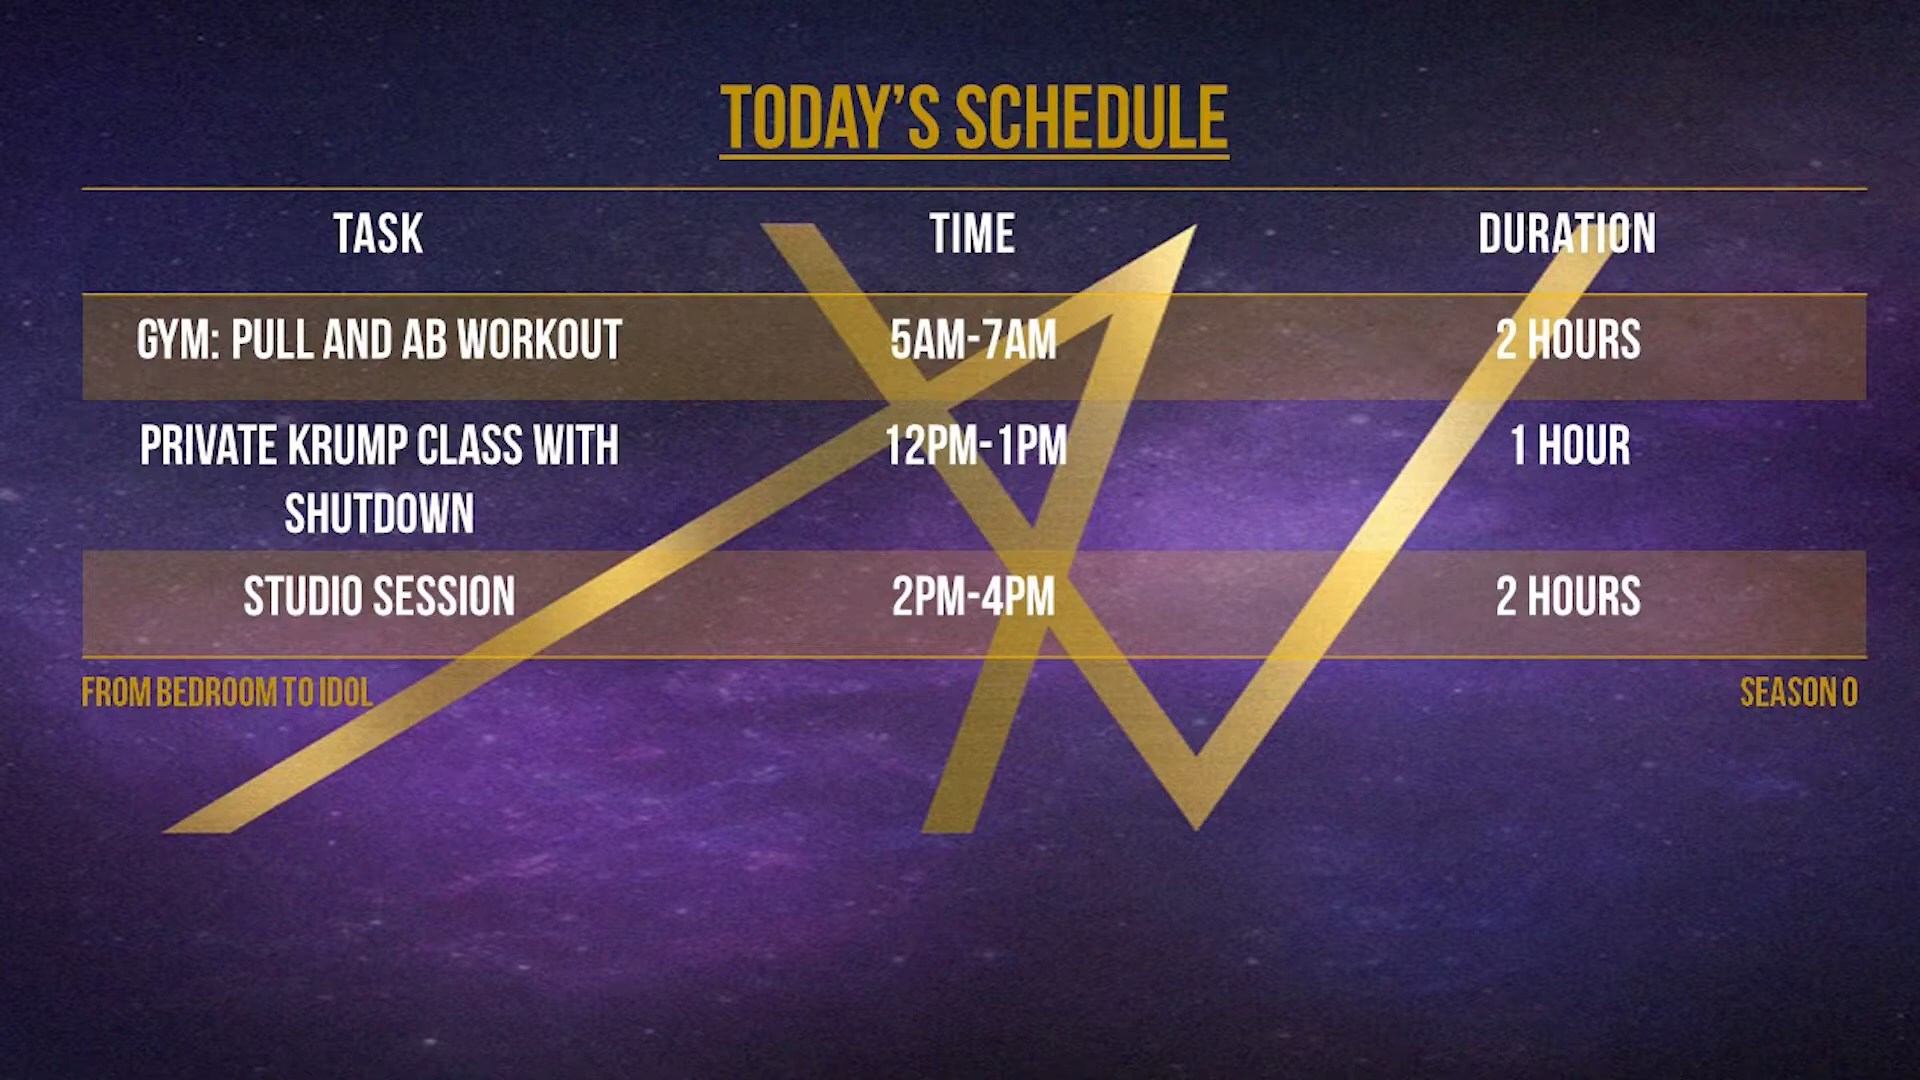 TODAY'S SCHEDULE
TASK TIME DURATION
GYM: PULL AND AB WORKOUT 5AM-7AM 2 HOURS
PRIVATE KRUMP CLASS WITH 12PM-1PM 1 HOUR
SHUTDOWN
STUDIO SESSION 2PM-4PM 2 HOURS
FROM BEDROOM TO IDOL SEASON 0